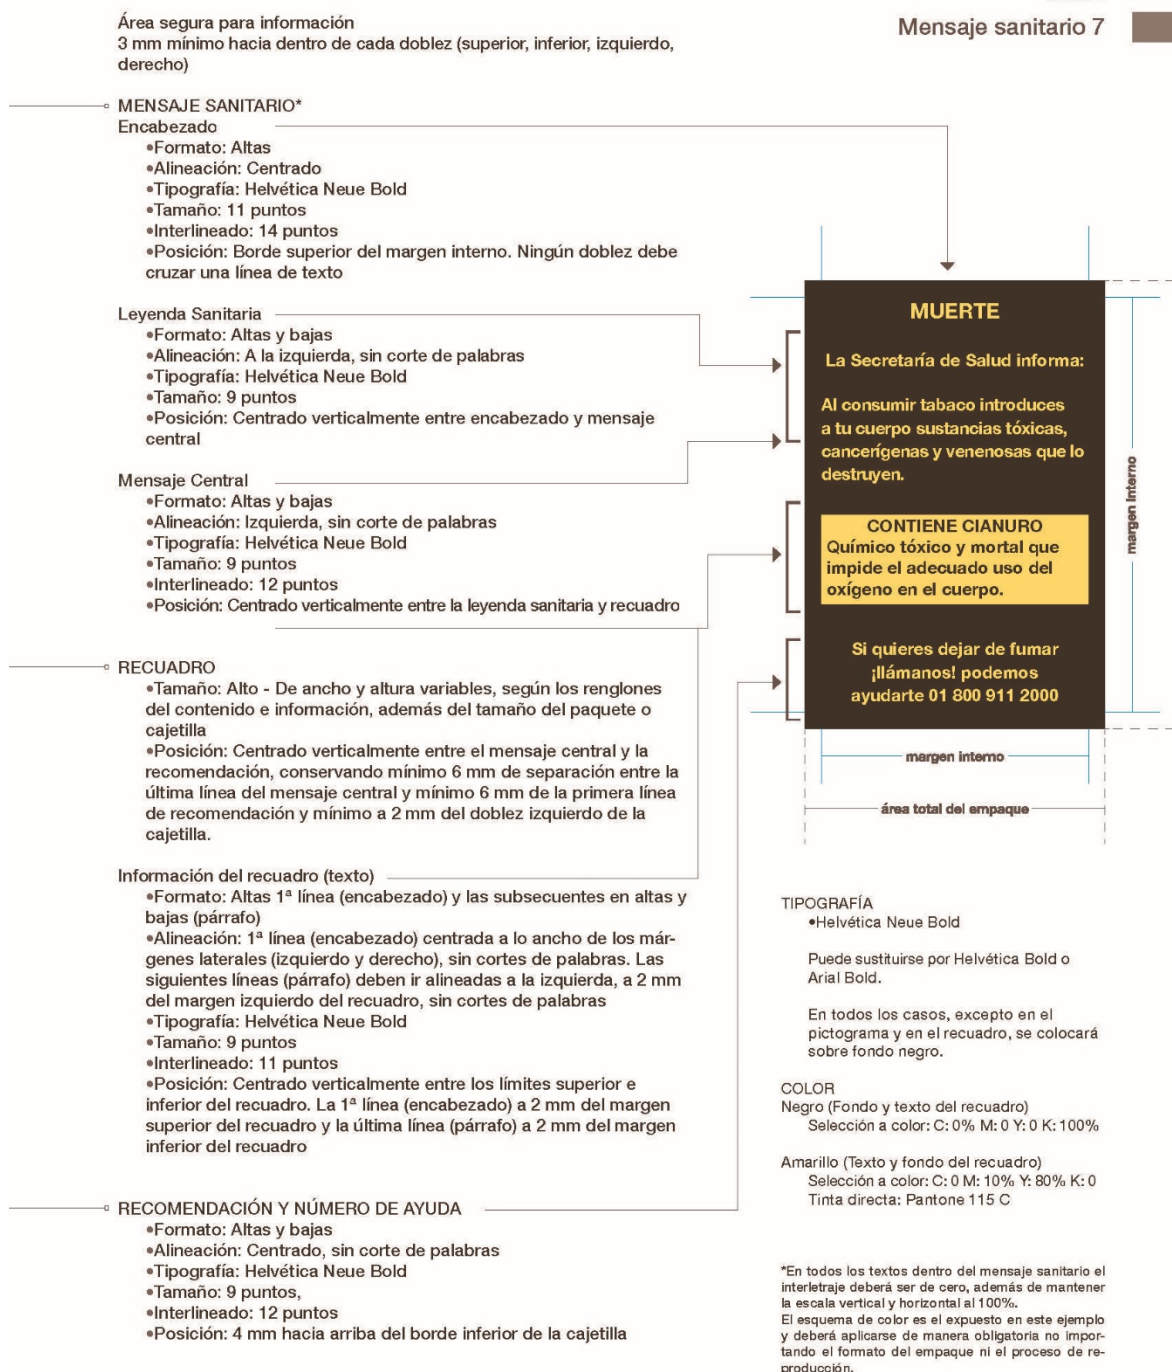 Área segura para información
3 mm mínimo hacia dentro de cada doblez (superior, inferior, izquierdo,
derecho)
Mensaje sanitario 7
MENSAJE SANITARIO*
Encabezado
•Formato: Altas
•Alineación: Centrado
•Tipografía: Helvética Neue Bold
•Tamaño: 11 puntos
•Interlineado: 14 puntos
•Posición: Borde superior del margen interno. Ningún doblez debe
cruzar una línea de texto
Leyenda Sanitaria
•Formato: Altas y bajas
•Alineación: A la izquierda, sin corte de palabras
•Tipografía: Helvética Neue Bold
•Tamaño: 9 puntos
•Posición: Centrado verticalmente entre encabezado y mensaje
central
Mensaje Central
•Formato: Altas y bajas
•Alineación: Izquierda, sin corte de palabras
•Tipografía: Helvética Neue Bold
•Tamaño: 9 puntos
•Interlineado: 12 puntos
•Posición: Centrado verticalmente entre la leyenda sanitaria y recuadro
RECUADRO
•Tamaño: Alto - De ancho y altura variables, según los renglones
del contenido e información, además del tamaño del paquete o
cajetilla
•Posición: Centrado verticalmente entre el mensaje central y la
recomendación, conservando mínimo 6 mm de separación entre la
última línea del mensaje central y mínimo 6 mm de la primera línea
de recomendación y mínimo a 2 mm del doblez izquierdo de la
cajetilla.
Información del recuadro (texto)
•Formato: Altas 1ª línea (encabezado) y las subsecuentes en altas y
bajas (párrafo)
•Alineación: 1ª línea (encabezado) centrada a lo ancho de los már-
genes laterales (izquierdo y derecho), sin cortes de palabras. Las
siguientes líneas (párrafo) deben ir alineadas a la izquierda, a 2 mm
del margen izquierdo del recuadro, sin cortes de palabras
•Tipografía: Helvética Neue Bold
•Tamaño: 9 puntos
•Interlineado: 11 puntos
•Posición: Centrado verticalmente entre los límites superior e
inferior del recuadro. La 1ª línea (encabezado) a 2 mm del margen
superior del recuadro y la última línea (párrafo) a 2 mm del margen
inferior del recuadro
RECOMENDACIÓN Y NÚMERO DE AYUDA
•Formato: Altas y bajas
•Alineación: Centrado, sin corte de palabras
•Tipografía: Helvética Neue Bold
•Tamaño: 9 puntos,
•Interlineado: 12 puntos
•Posición: 4 mm hacia arriba del borde inferior de la cajetilla
MUERTE
La Secretaría de Salud informa:
Al consumir tabaco introduces
a tu cuerpo sustancias tóxicas,
cancerígenas y venenosas que lo
destruyen.
CONTIENE CIANURO
Químico tóxico y mortal que
impide el adecuado uso del
oxígeno en el cuerpo.
Si quieres dejar de fumar
¡llámanos! podemos
ayudarte 01 800 911 2000
margen interno
margen interno
área total del empaque
TIPOGRAFÍA
•Helvética Neue Bold
Puede sustituirse por Helvética Bold o
Arial Bold.
En todos los casos, excepto en el
pictograma y en el recuadro, se colocará
sobre fondo negro.
COLOR
Negro (Fondo y texto del recuadro)
Selección a color: C: 0% M: 0 Y: 0 K: 100%
Amarillo (Texto y fondo del recuadro)
Selección a color: C: 0 M: 10% Y: 80% K: 0
Tinta directa: Pantone 115 C
*En todos los textos dentro del mensaje sanitario el
interletraje deberá ser de cero, además de mantener
la escala vertical y horizontal al 100%.
El esquema de color es el expuesto en este ejemplo
y deberá aplicarse de manera obligatoria no impor-
tando el formato del empaque ni el proceso de re-
producción.